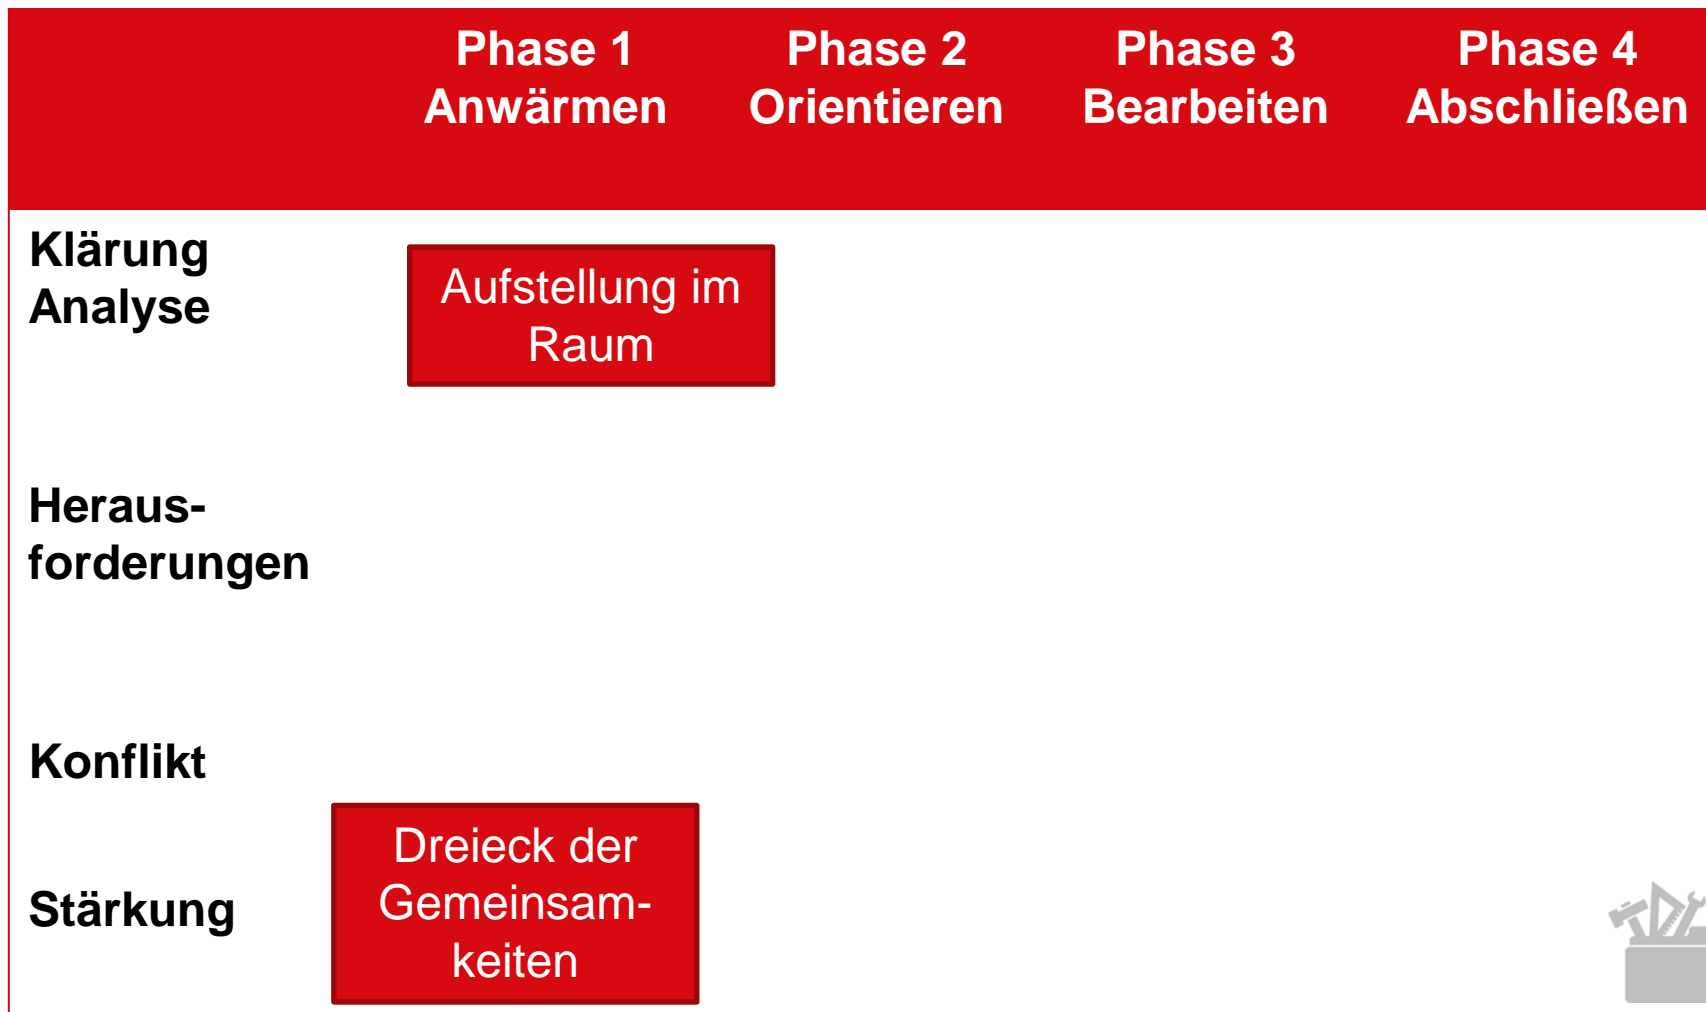 Phase 1
Anwärmen
Phase 2
Orientieren
Phase 3
Bearbeiten
Phase 4
Abschließen
Klärung
Analyse
Aufstellung im
Raum
Heraus-
forderungen
Konflikt
Stärkung
Dreieck der
Gemeinsam-
keiten